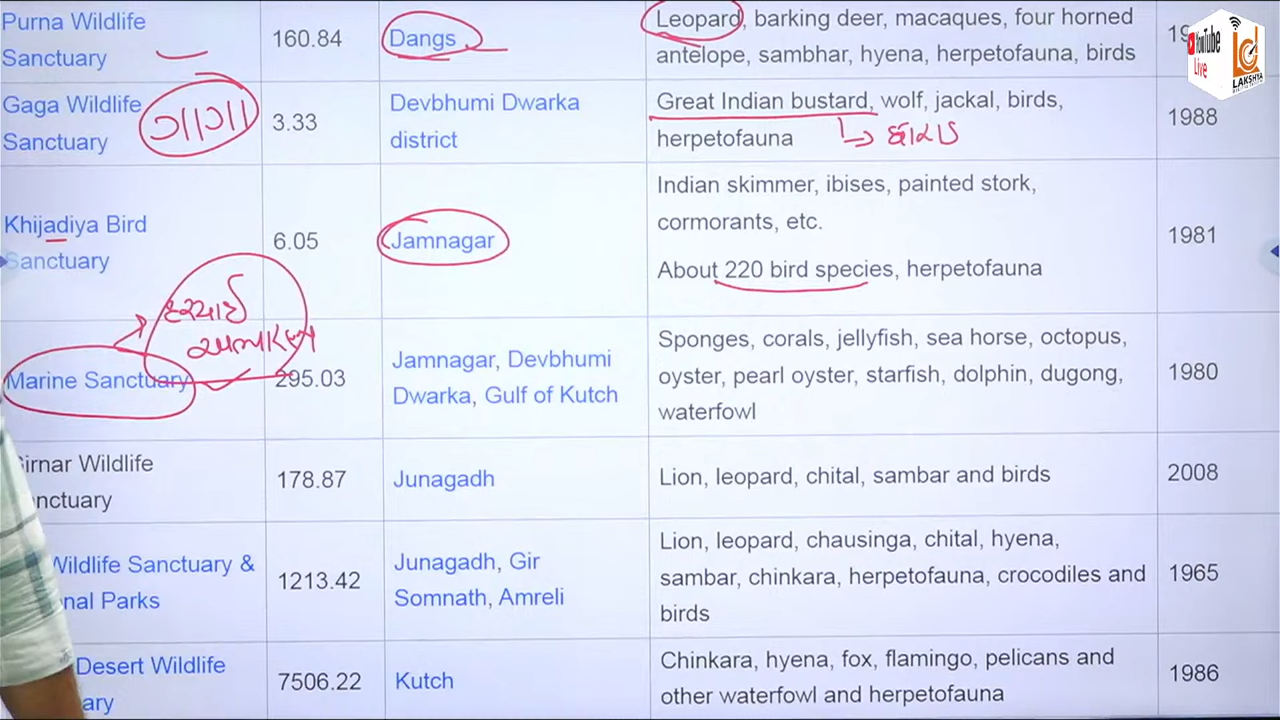 Purna Wildlife
Sanctuary
160.84
Dangs
Leopard, barking deer, macaques, four horned
antelope, sambhar, hyena, herpetofauna, birds
19
YouTube
Live
LAKSHYA
Gaga Wildlife
Sanctuary
ગાગા
3.33
Devbhumi Dwarka
district
Great Indian bustard, wolf, jackal, birds,
herpetofauna
ઘોરાડ
1988
Khijadiya Bird
Sanctuary
6.05
Jamnagar
Indian skimmer, ibises, painted stork,
cormorants, etc.
About 220 bird species, herpetofauna
1981
દરિયાઈ
અભયારણ્ય
Marine Sanctuary
295.03
Jamnagar, Devbhumi
Dwarka, Gulf of Kutch
Sponges, corals, jellyfish, sea horse, octopus,
oyster, pearl oyster, starfish, dolphin, dugong,
waterfowl
1980
Girnar Wildlife
nctuary
178.87
Junagadh
Lion, leopard, chital, sambar and birds
2008
Wildlife Sanctuary &
nal Parks
1213.42
Junagadh, Gir
Somnath, Amreli
Lion, leopard, chausinga, chital, hyena,
sambar, chinkara, herpetofauna, crocodiles and
birds
1965
Desert Wildlife
ary
7506.22
Kutch
Chinkara, hyena, fox, flamingo, pelicans and
other waterfowl and herpetofauna
1986